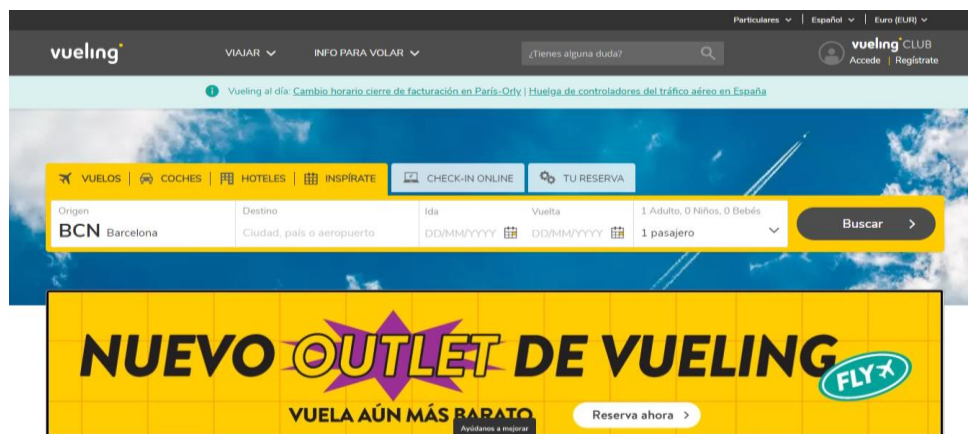 Particulares | Español | Euro (EUR)
vueling VIAJAR INFO PARA VOLAR ¿Tienes alguna duda? vueling CLUB
Accede | Regístrate
Vueling al día: Cambio horario cierre de facturación en París-Orly | Huelga de controladores del tráfico aéreo en España
VUELOS | COCHES | HOTELES | INSPÍRATE CHECK-IN ONLINE TU RESERVA
Origen Destino Ida Vuelta 1 Adulto, 0 Niños, 0 Bebés
BCN Barcelona Ciudad, país o aeropuerto DD/MM/YYYY DD/MM/YYYY 1 pasajero Buscar
NUEVO OUTLET DE VUELING
FLY
VUELA AÚN MÁS BARATO Reserva ahora
Ayúdanos a mejorar